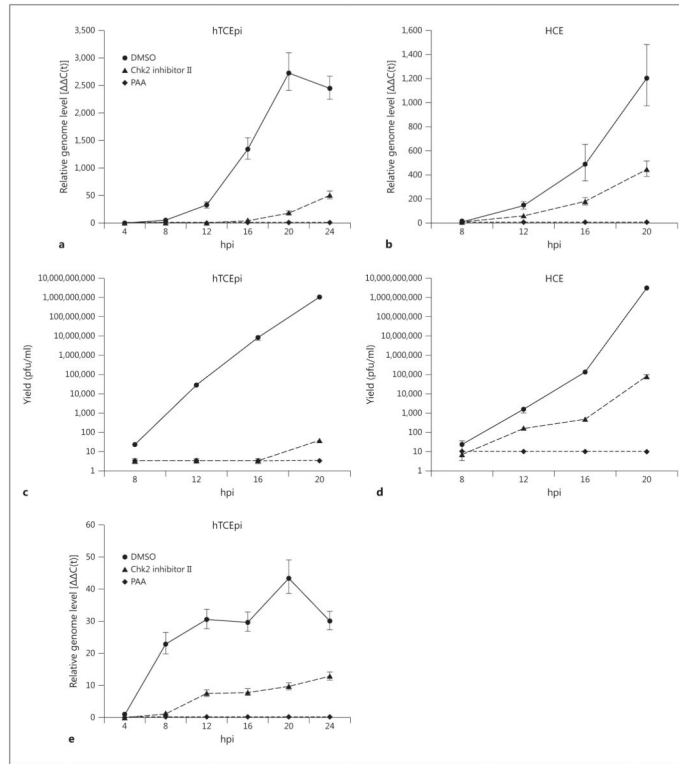 hTCEpi
3,500
3,000
2,500
2,000
1,500
1,000
50
0
Relative genome level [ΔΔC(t)]
DMSO
Chk2 inhibitor II
PAA
4 8 12 16 20 24
hpi
a
HCE
1,600
1,400
1,200
1,000
800
600
400
200
0
Relative genome level [ΔΔC(t)]
8 12 16 20
hpi
b
hTCEpi
10,000,000,000
1,000,000,000
100,000,000
10,000,000
1,000,000
100,000
10,000
1,000
100
10
1
Yield (pfu/ml)
8 12 16 20
hpi
c
HCE
10,000,000,000
1,000,000,000
100,000,000
10,000,000
1,000,000
100,000
10,000
1,000
100
10
1
Yield (pfu/ml)
8 12 16 20
hpi
d
hTCEpi
60
50
40
30
20
10
0
Relative genome level [ΔΔC(t)]
DMSO
Chk2 inhibitor II
PAA
4 8 12 16 20 24
hpi
e